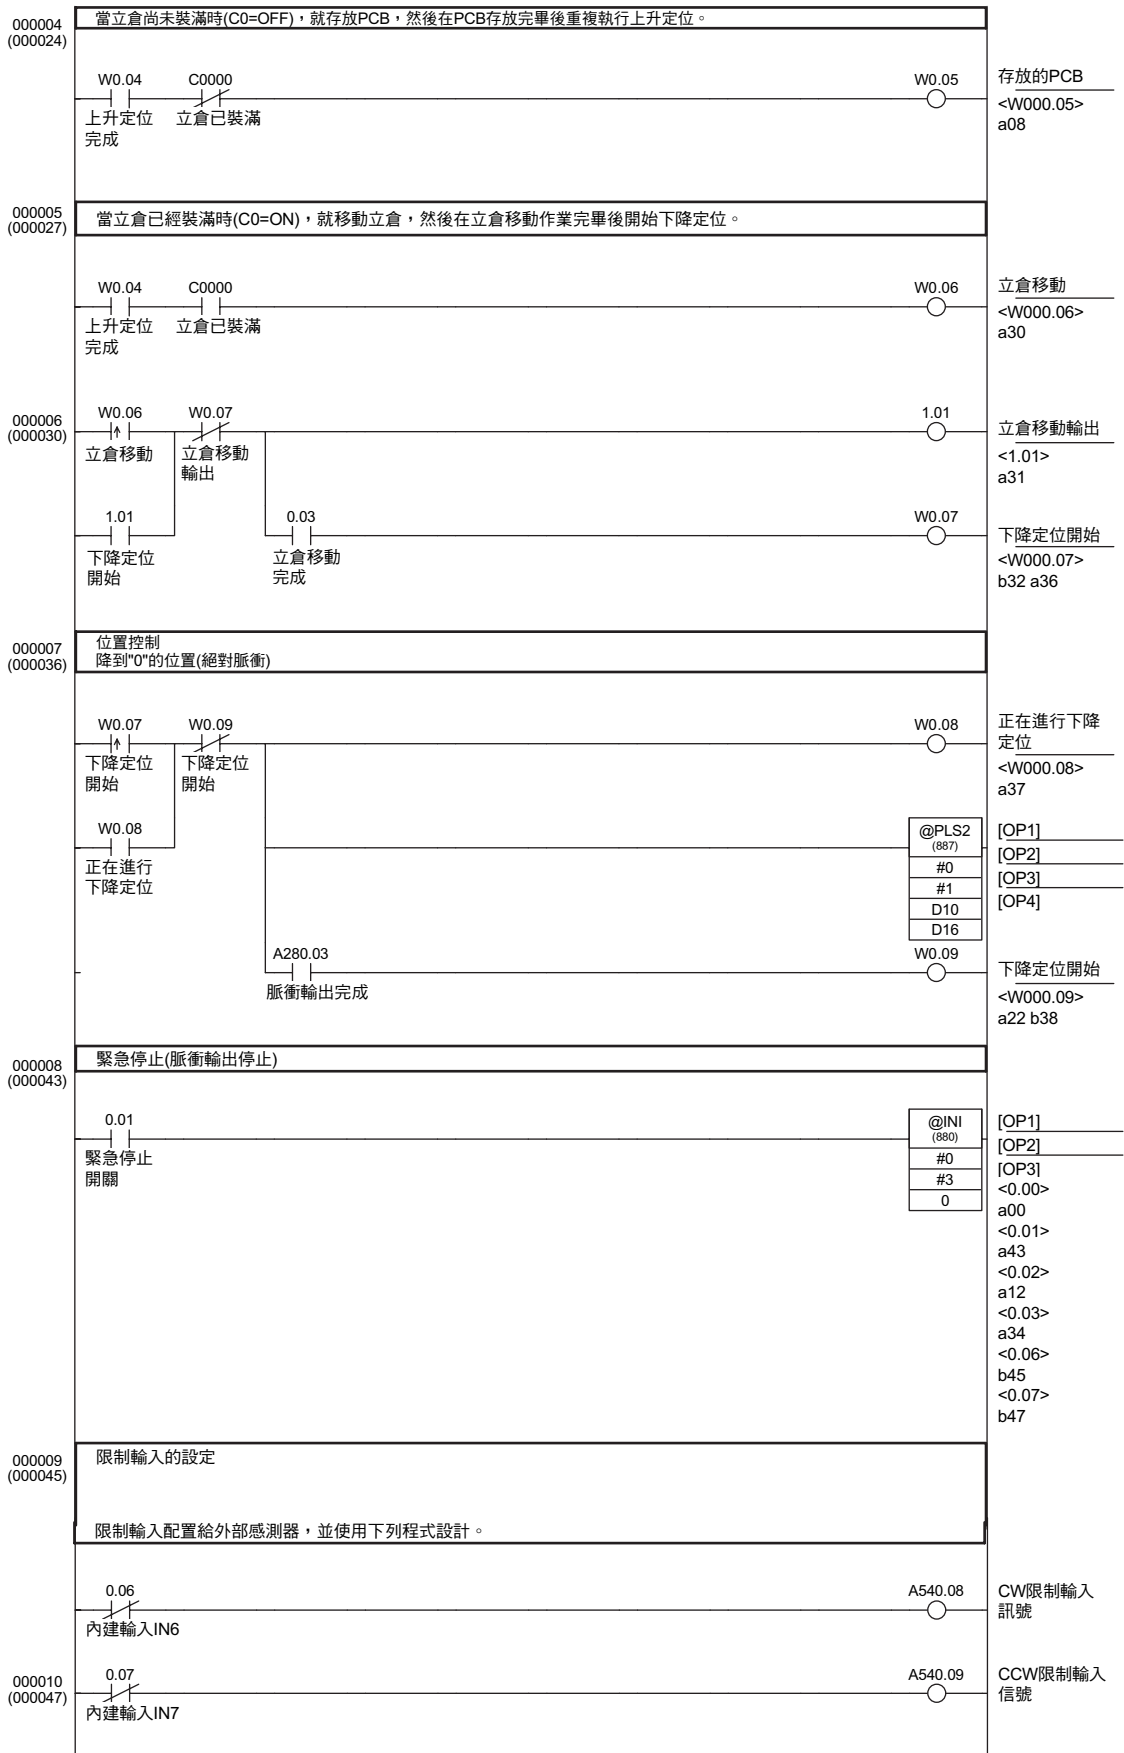 000004
(000024)
當立倉尚未裝滿時(C0=OFF)，就存放PCB，然後在PCB存放完畢後重複執行上升定位。
W0.04 C0000 W0.05
上升定位
完成
立倉已裝滿
存放的PCB
<W000.05>
a08
000005
(000027)
當立倉已經裝滿時(C0=ON)，就移動立倉，然後在立倉移動作業完畢後開始下降定位。
W0.04 C0000 W0.06
上升定位
完成
立倉已裝滿
立倉移動
<W000.06>
a30
000006
(000030)
W0.06 W0.07 1.01
立倉移動
立倉移動
輸出
立倉移動輸出
<1.01>
a31
1.01 0.03 W0.07
下降定位
開始
立倉移動
完成
下降定位開始
<W000.07>
b32 a36
000007
(000036)
位置控制
降到"0"的位置(絕對脈衝)
W0.07 W0.09 W0.08
下降定位
開始
下降定位
開始
正在進行下降
定位
<W000.08>
a37
W0.08
正在進行
下降定位
@PLS2
(887)
#0
#1
D10
D16
[OP1]
[OP2]
[OP3]
[OP4]
A280.03 W0.09
脈衝輸出完成
下降定位開始
<W000.09>
a22 b38
000008
(000043)
緊急停止(脈衝輸出停止)
0.01
緊急停止
開關
@INI
(880)
#0
#3
0
[OP1]
[OP2]
[OP3]
<0.00>
a00
<0.01>
a43
<0.02>
a12
<0.03>
a34
<0.06>
b45
<0.07>
b47
000009
(000045)
限制輸入的設定
限制輸入配置給外部感測器，並使用下列程式設計。
0.06 A540.08
內建輸入IN6
CW限制輸入
訊號
000010
(000047)
0.07 A540.09
內建輸入IN7
CCW限制輸入
信號